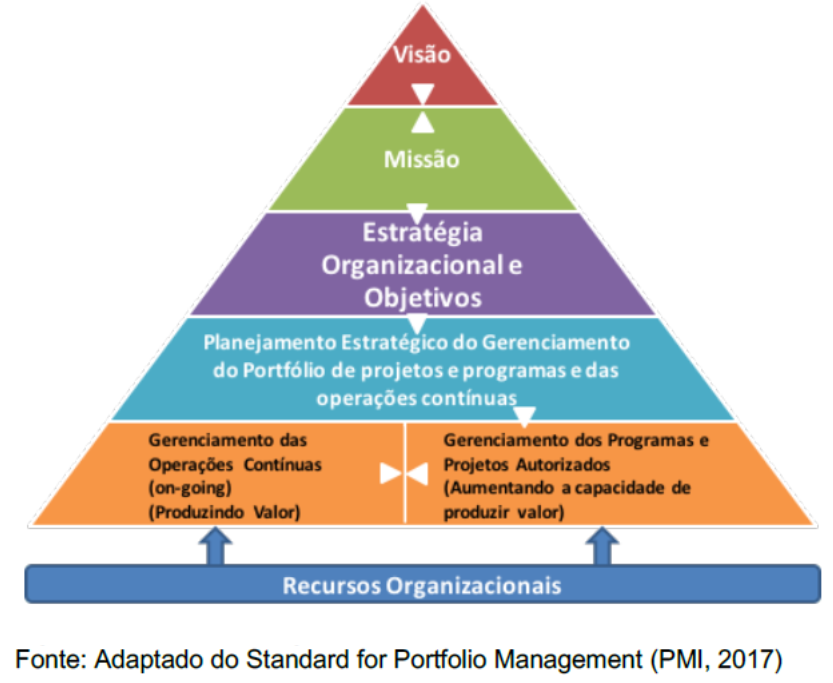 Visão
Missão
Estratégia
Organizacional e
Objetivos
Planejamento Estratégico do Gerenciamento
do Portfólio de projetos e programas e das
operações contínuas
Gerenciamento das
Operações Contínuas
(on-going)
(Produzindo Valor)
Gerenciamento dos Programas e
Projetos Autorizados
(Aumentando a capacidade de
produzir valor)
Recursos Organizacionais
Fonte: Adaptado do Standard for Portfolio Management (PMI, 2017)